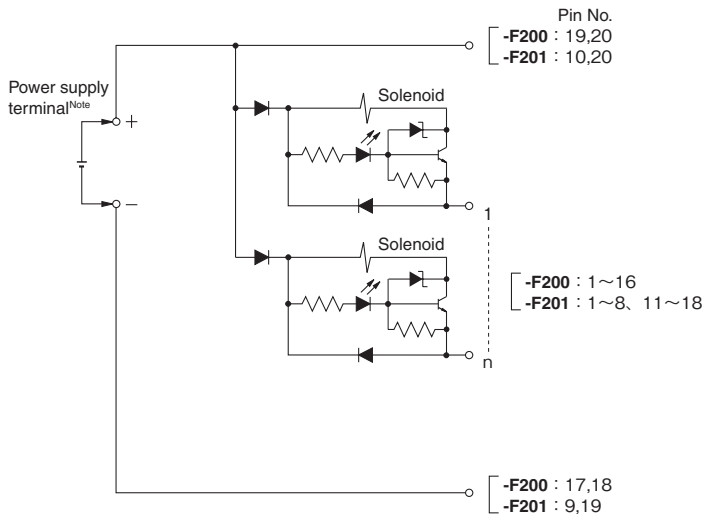 Pin No.
-F200：19,20
-F201：10,20
Power supply
terminalNote
+
−
Solenoid
1
Solenoid
-F200：1～16
-F201：1～8、11～18
n
-F200：17,18
-F201：9,19